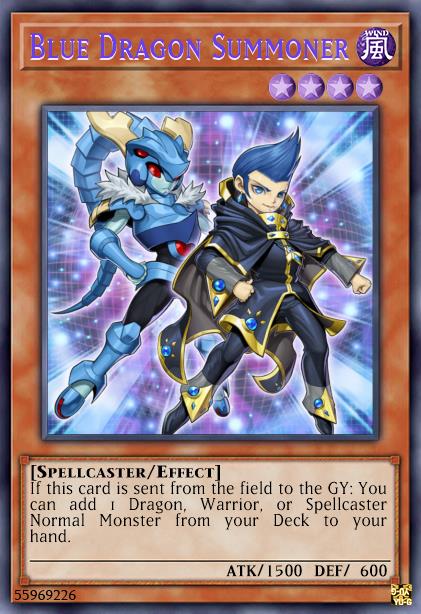 Blue Dragon Summoner
WIND
風
[Spellcaster/Effect]
If this card is sent from the field to the GY: You
can add 1 Dragon, Warrior, or Spellcaster
Normal Monster from your Deck to your
hand.
ATK/1500 DEF/ 600
55969226